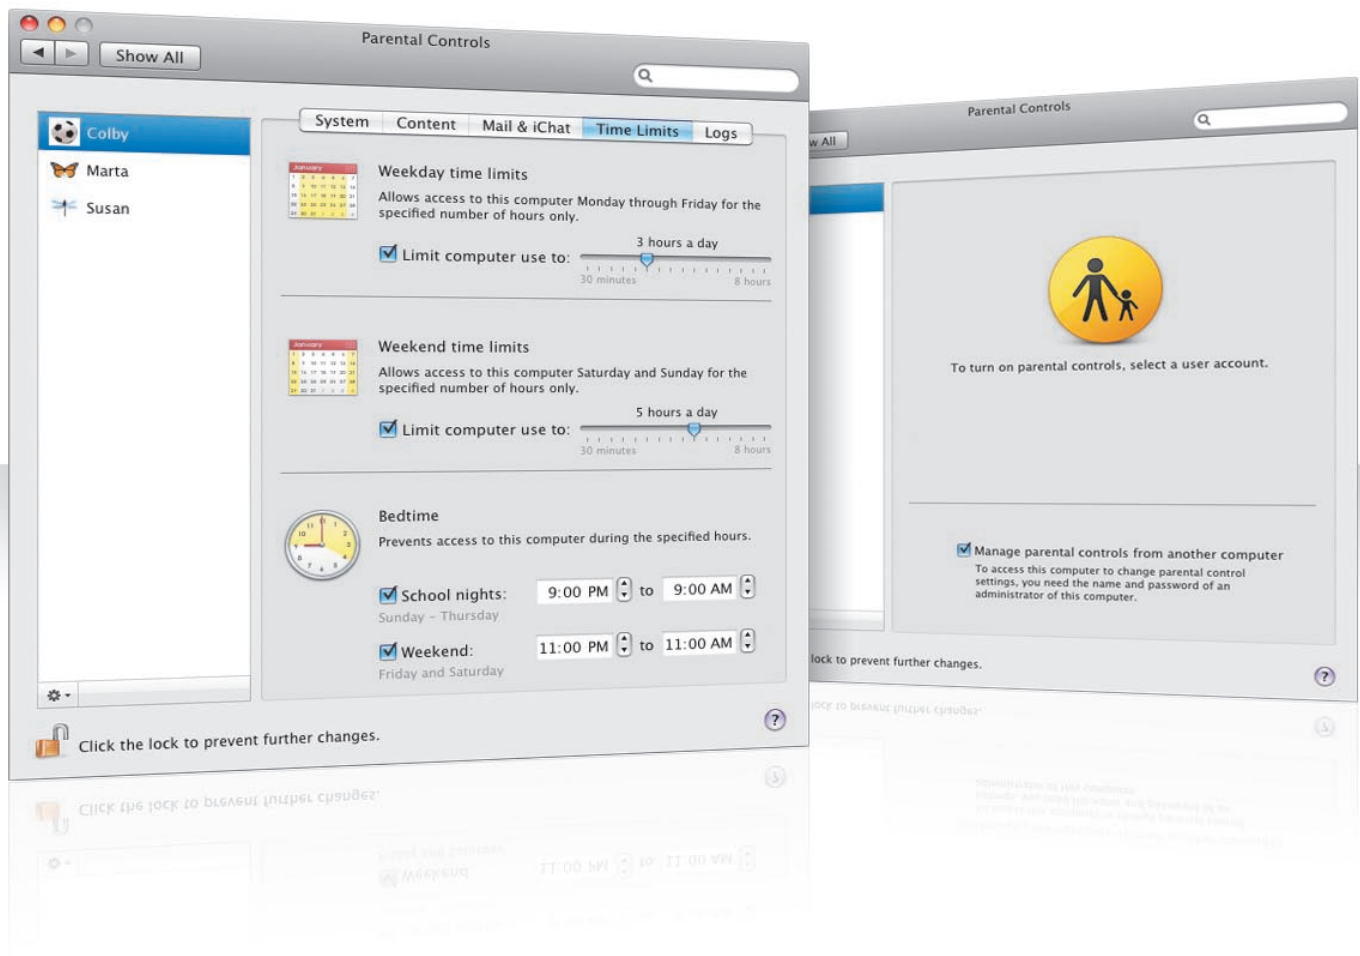 Parental Controls
Show All
Colby
Marta
Susan
System Content Mail & iChat Time Limits Logs
January
Weekday time limits
Allows access to this computer Monday through Friday for the
specified number of hours only.
3 hours a day
Limit computer use to:
30 minutes 8 hours
January
Weekend time limits
Allows access to this computer Saturday and Sunday for the
specified number of hours only.
5 hours a day
Limit computer use to:
30 minutes 8 hours
Bedtime
Prevents access to this computer during the specified hours.
School nights: 9:00 PM to 9:00 AM
Sunday – Thursday
Weekend: 11:00 PM to 11:00 AM
Friday and Saturday
Click the lock to prevent further changes.
?
Parental Controls
w All
To turn on parental controls, select a user account.
Manage parental controls from another computer
To access this computer to change parental control
settings, you need the name and password of an
administrator of this computer.
lock to prevent further changes.
?